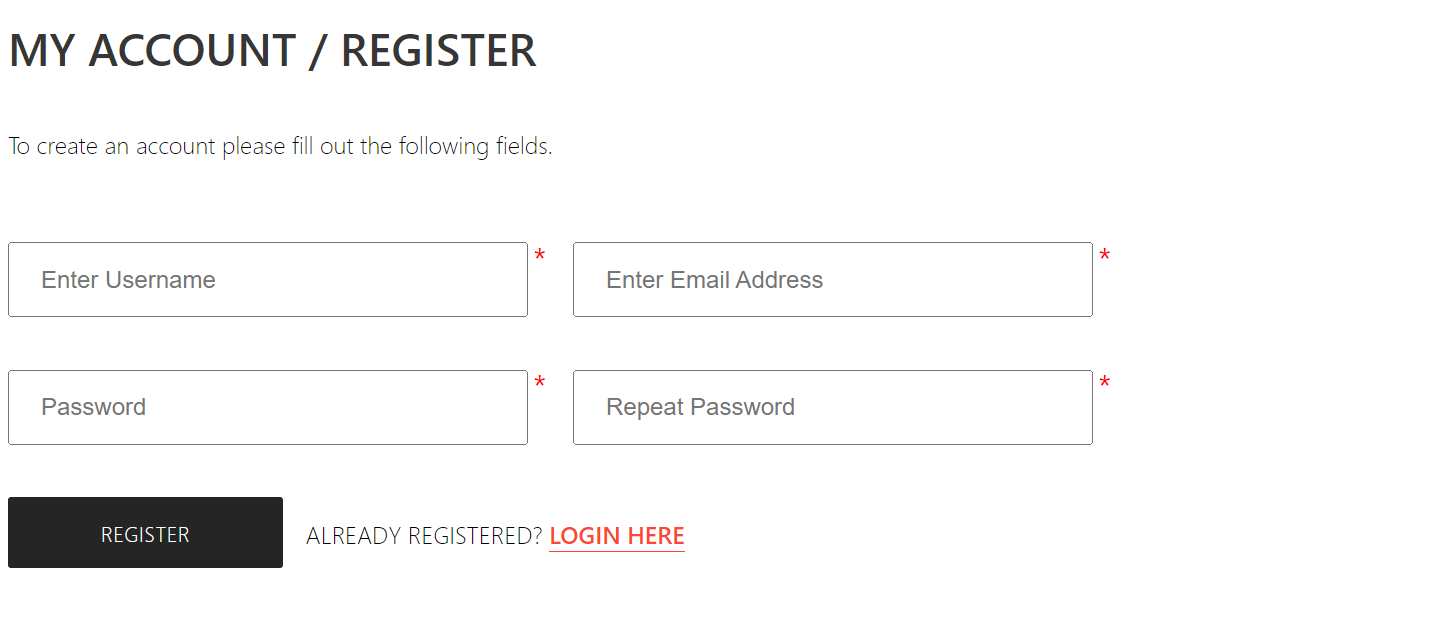 MY ACCOUNT / REGISTER
To create an account please fill out the following fields.
Enter Username * Enter Email Address *
Password * Repeat Password *
REGISTER ALREADY REGISTERED? LOGIN HERE